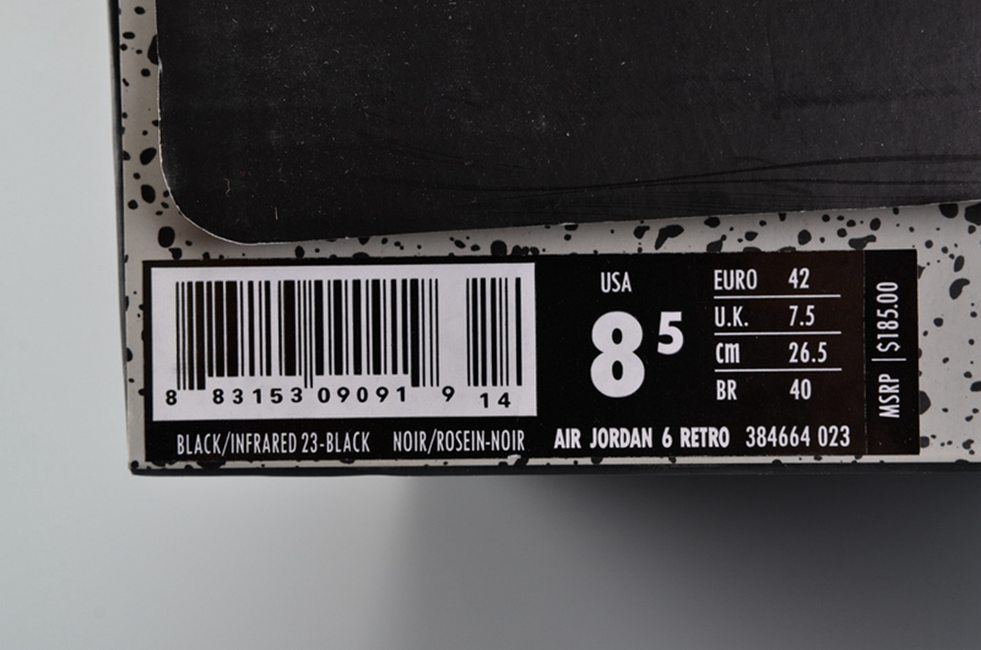 8 83153 09091 9 14
BLACK/INFRARED 23-BLACK NOIR/ROSEIN-NOIR
USA
8 5
EURO 42
U.K. 7.5
cm 26.5
BR 40
AIR JORDAN 6 RETRO 384664 023
MSRP $185.00